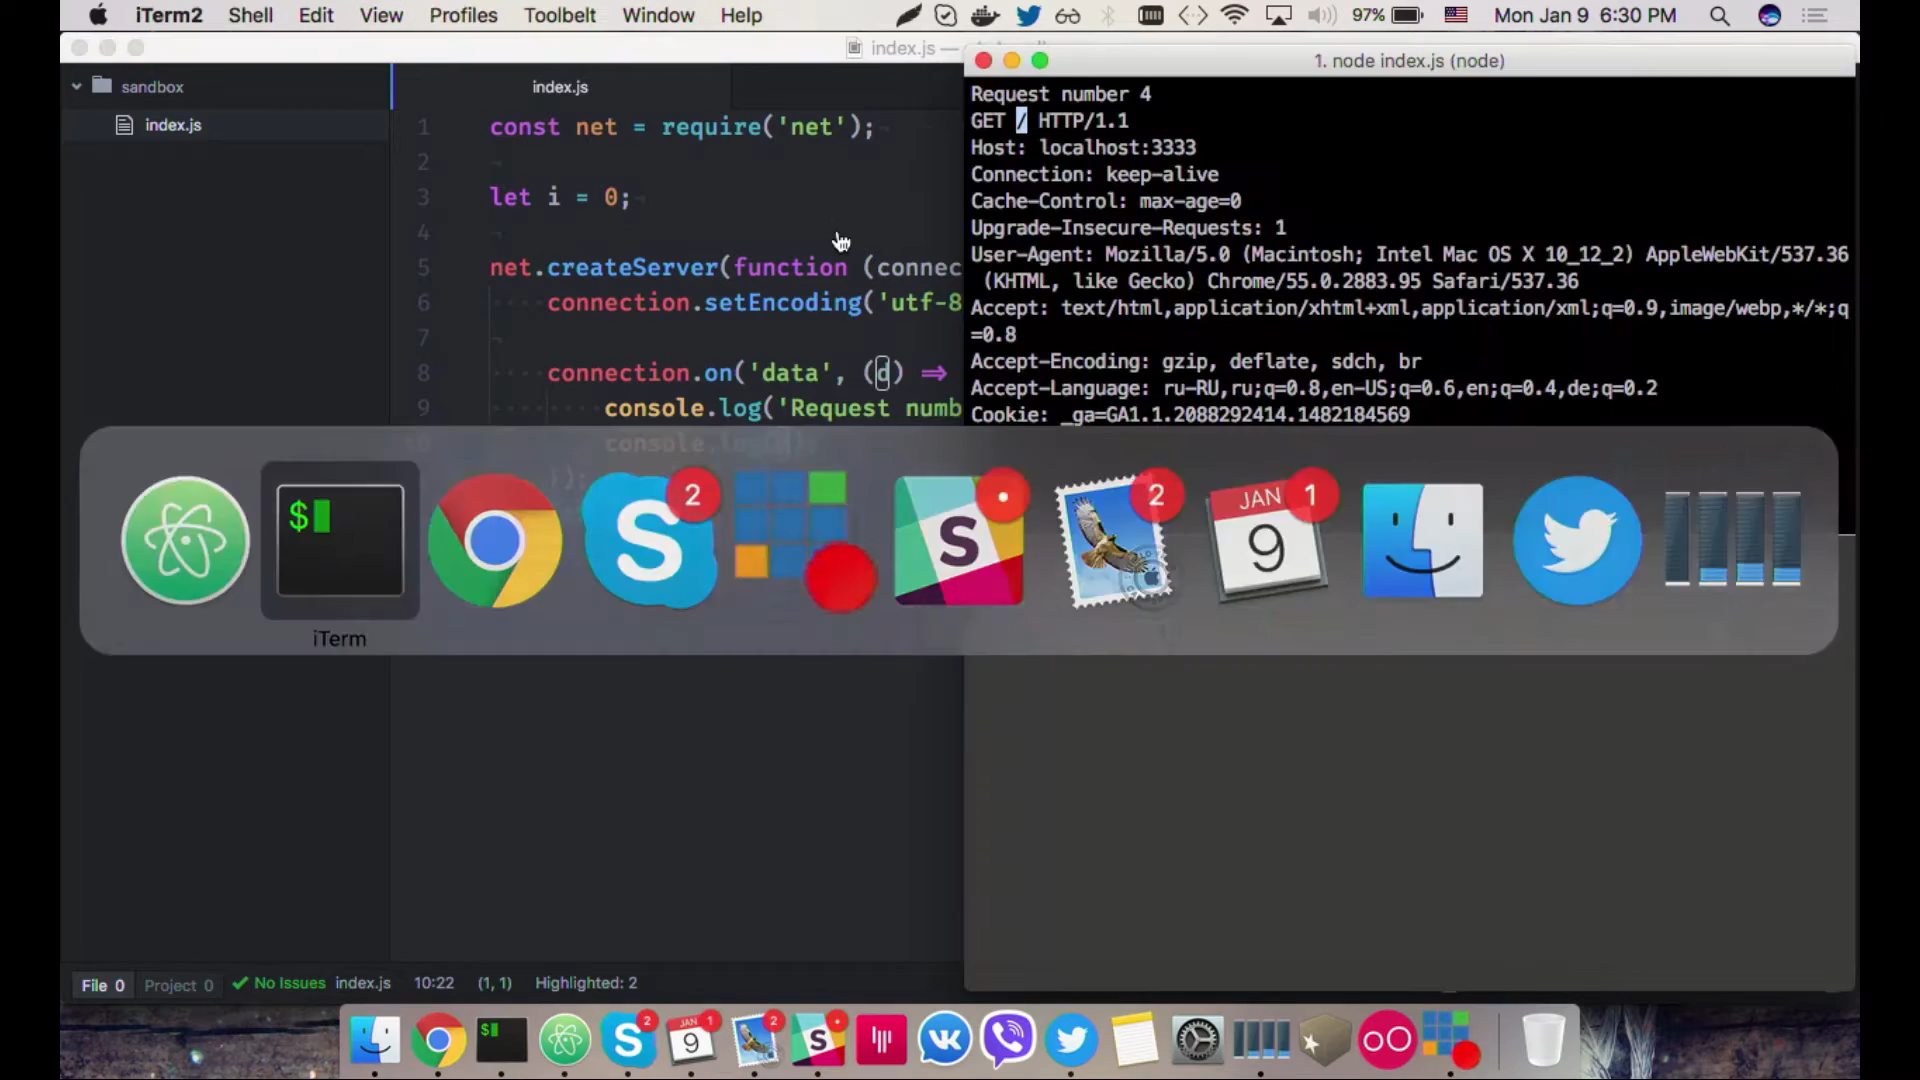 iTerm2 Shell Edit View Profiles Toolbelt Window Help 97% Mon Jan 9 6:30 PM
index.js —
1. node index.js (node)
sandbox
index.js
index.js
1 const net = require('net');
2
3 let i = 0;
4
5 net.createServer(function (connec
6 connection.setEncoding('utf-8
7
8 connection.on('data', (d) =>
9 console.log('Request numb
10 console.log(d);
});
Request number 4
GET / HTTP/1.1
Host: localhost:3333
Connection: keep-alive
Cache-Control: max-age=0
Upgrade-Insecure-Requests: 1
User-Agent: Mozilla/5.0 (Macintosh; Intel Mac OS X 10_12_2) AppleWebKit/537.36
(KHTML, like Gecko) Chrome/55.0.2883.95 Safari/537.36
Accept: text/html,application/xhtml+xml,application/xml;q=0.9,image/webp,*/*;q
=0.8
Accept-Encoding: gzip, deflate, sdch, br
Accept-Language: ru-RU,ru;q=0.8,en-US;q=0.6,en;q=0.4,de;q=0.2
Cookie: _ga=GA1.1.2088292414.1482184569
$ S 2 S 2 JAN 1 9
iTerm
File 0 Project 0 No Issues index.js 10:22 (1, 1) Highlighted: 2
$ S 2 JAN 1 9 2 S